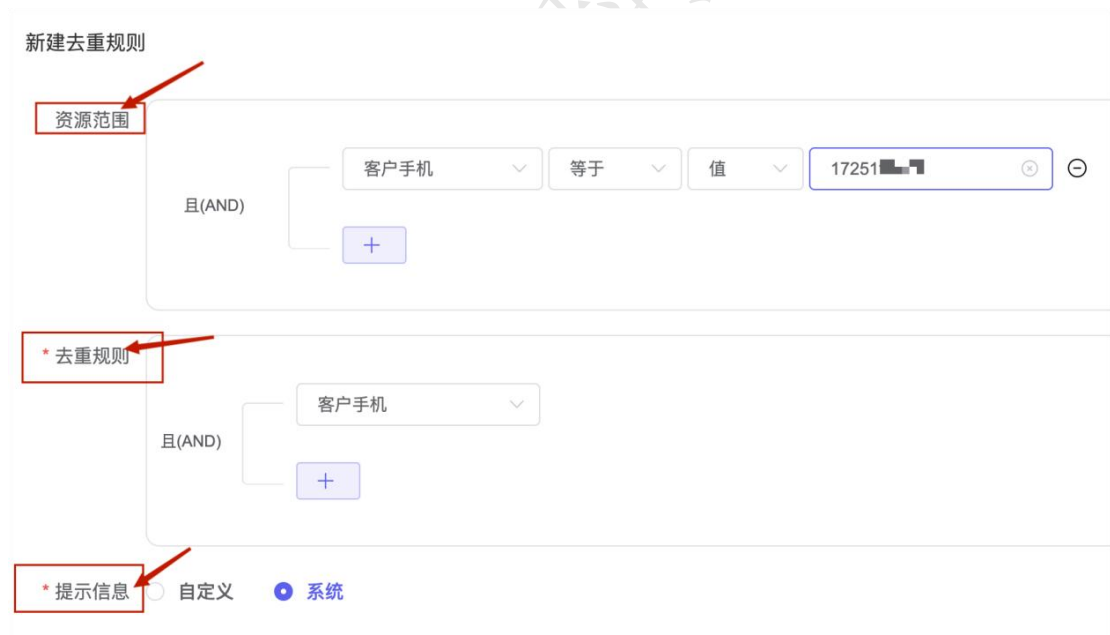 新建去重规则
资源范围
客户手机 等于 值 17251
且(AND)
+
* 去重规则
客户手机
且(AND)
+
* 提示信息 自定义 系统